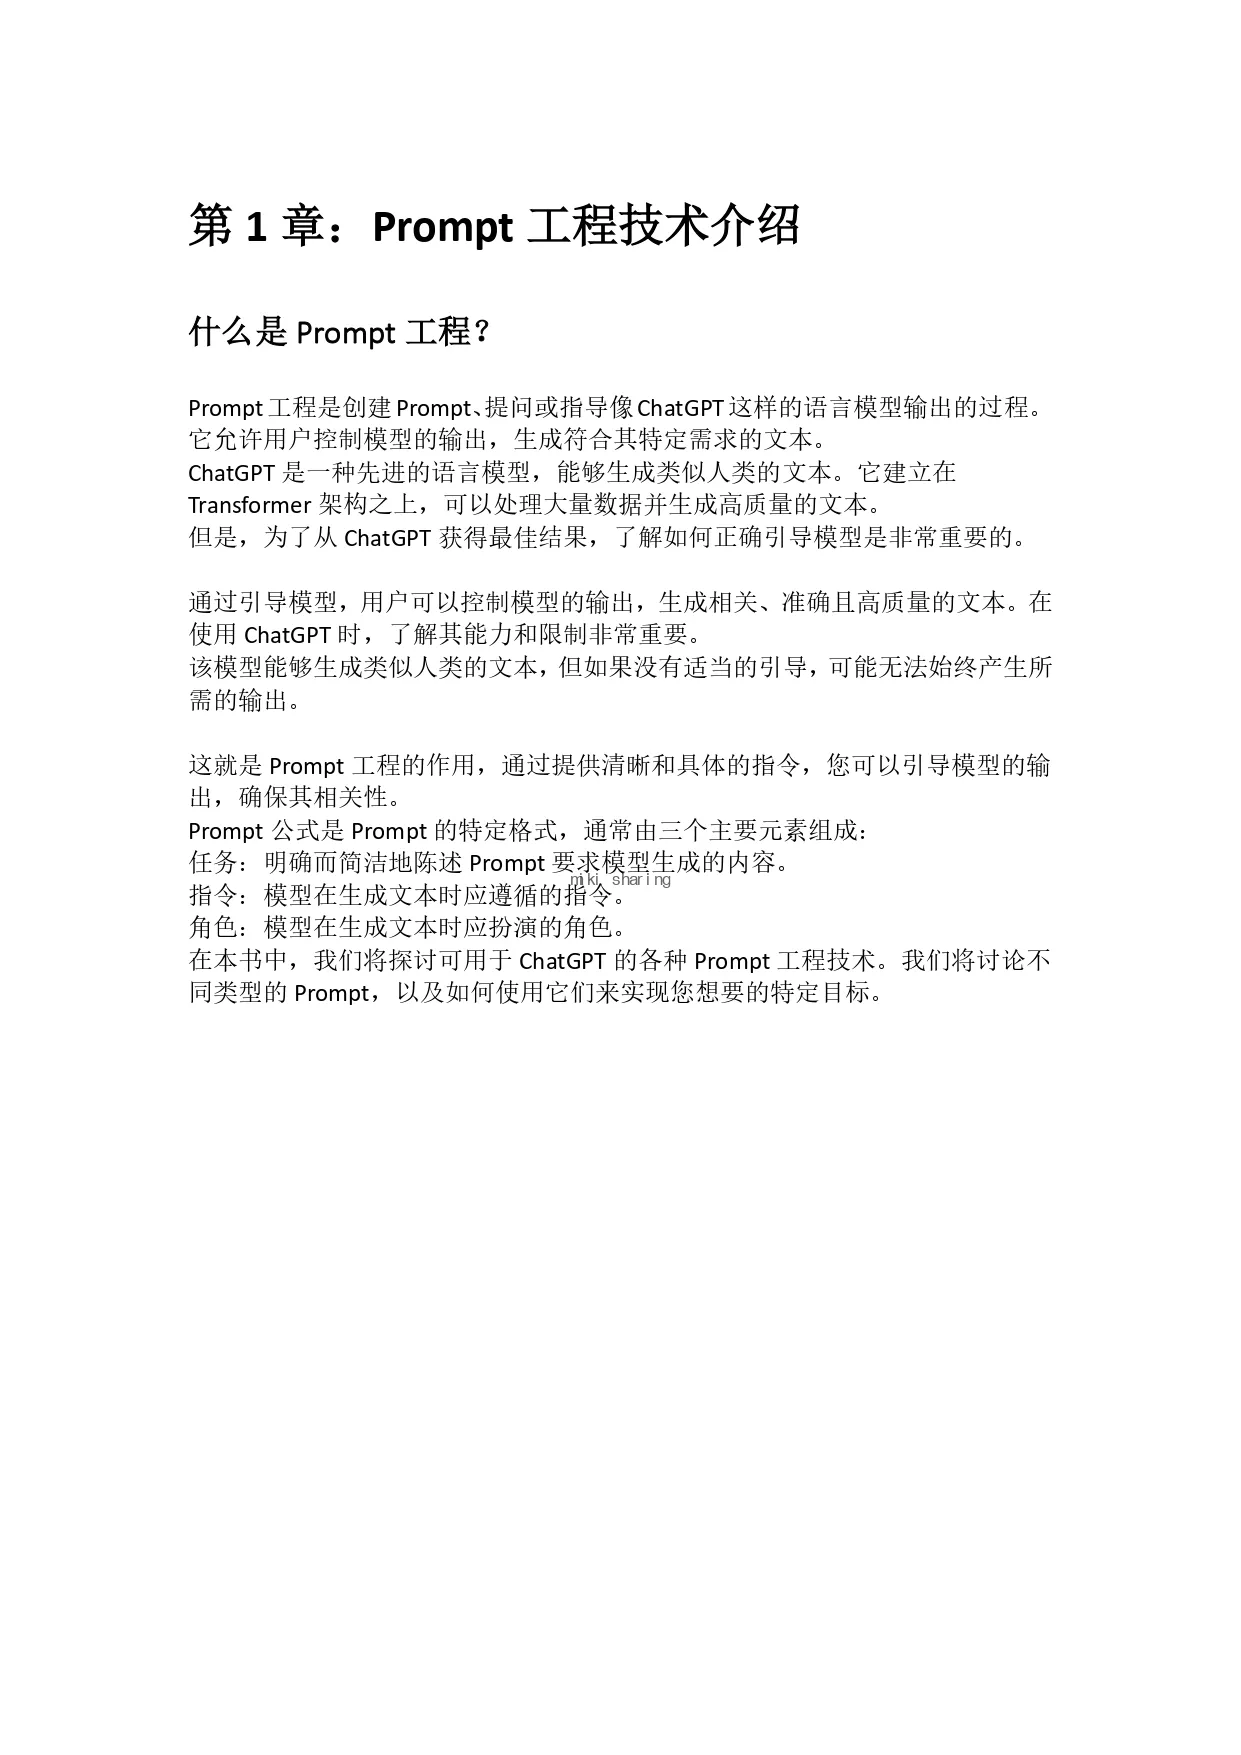 第 1 章：Prompt 工程技术介绍
什么是 Prompt 工程？
Prompt 工程是创建 Prompt、提问或指导像 ChatGPT 这样的语言模型输出的过程。
它允许用户控制模型的输出，生成符合其特定需求的文本。
ChatGPT 是一种先进的语言模型，能够生成类似人类的文本。它建立在
Transformer 架构之上，可以处理大量数据并生成高质量的文本。
但是，为了从 ChatGPT 获得最佳结果，了解如何正确引导模型是非常重要的。
通过引导模型，用户可以控制模型的输出，生成相关、准确且高质量的文本。在
使用 ChatGPT 时，了解其能力和限制非常重要。
该模型能够生成类似人类的文本，但如果没有适当的引导，可能无法始终产生所
需的输出。
这就是 Prompt 工程的作用，通过提供清晰和具体的指令，您可以引导模型的输
出，确保其相关性。
Prompt 公式是 Prompt 的特定格式，通常由三个主要元素组成：
任务：明确而简洁地陈述 Prompt 要求模型生成的内容。
miki sharing
指令：模型在生成文本时应遵循的指令。
角色：模型在生成文本时应扮演的角色。
在本书中，我们将探讨可用于 ChatGPT 的各种 Prompt 工程技术。我们将讨论不
同类型的 Prompt，以及如何使用它们来实现您想要的特定目标。